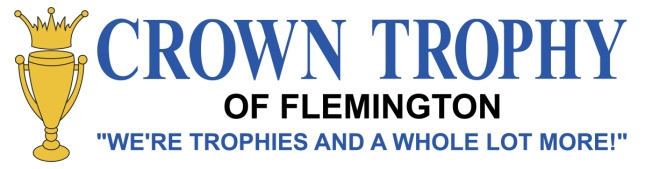 CROWN TROPHY
OF FLEMINGTON
"WE'RE TROPHIES AND A WHOLE LOT MORE!"